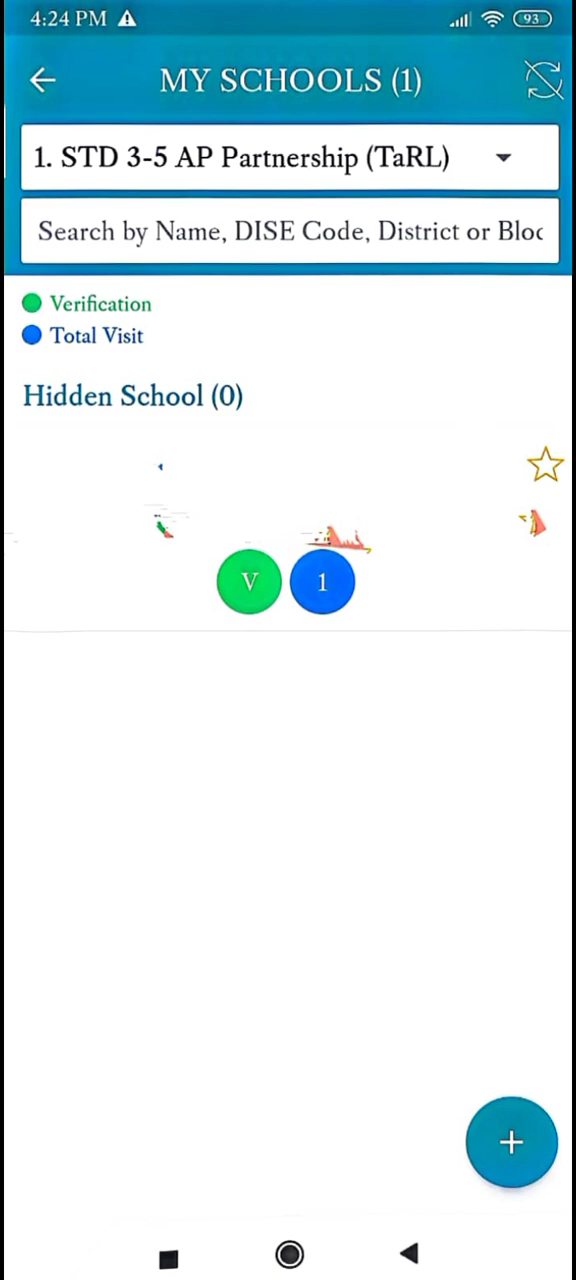 4:24 PM 93
MY SCHOOLS (1)
1. STD 3-5 AP Partnership (TaRL)
Search by Name, DISE Code, District or Bloc
Verification
Total Visit
Hidden School (0)
V 1
+